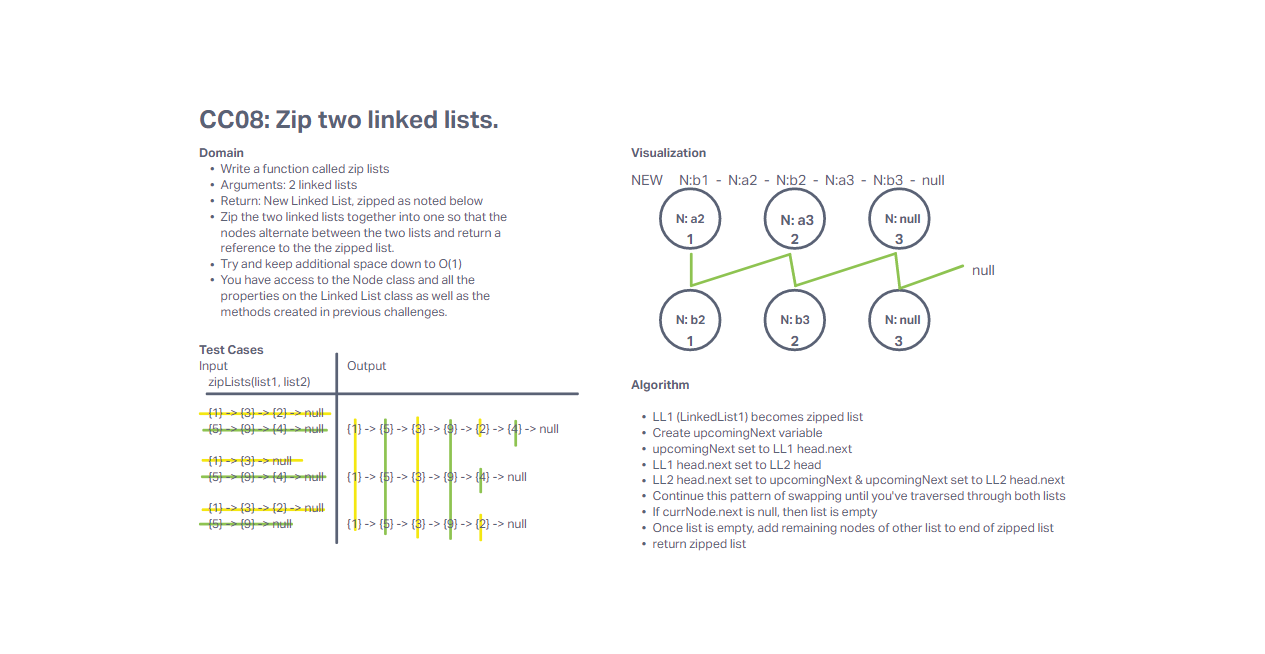 CC08: Zip two linked lists.
Domain
• Write a function called zip lists
• Arguments: 2 linked lists
• Return: New Linked List, zipped as noted below
• Zip the two linked lists together into one so that the
nodes alternate between the two lists and return a
reference to the the zipped list.
• Try and keep additional space down to O(1)
• You have access to the Node class and all the
properties on the Linked List class as well as the
methods created in previous challenges.
Test Cases
Input
zipLists(list1, list2)
Output
{1} -> {3} -> {2} -> null
{5} -> {9} -> {4} -> null
{1} -> {5} -> {3} -> {9} -> {2} -> {4} -> null
{1} -> {3} -> null
{5} -> {9} -> {4} -> null
{1} -> {5} -> {3} -> {9} -> {4} -> null
{1} -> {3} -> {2} -> null
{5} -> {9} -> null
{1} -> {5} -> {3} -> {9} -> {2} -> null
Visualization
NEW N:b1 - N:a2 - N:b2 - N:a3 - N:b3 - null
N: a2 N: a3 N: null
1 2 3
null
N: b2 N: b3 N: null
1 2 3
Algorithm
• LL1 (LinkedList1) becomes zipped list
• Create upcomingNext variable
• upcomingNext set to LL1 head.next
• LL1 head.next set to LL2 head
• LL2 head.next set to upcomingNext & upcomingNext set to LL2 head.next
• Continue this pattern of swapping until you've traversed through both lists
• If currNode.next is null, then list is empty
• Once list is empty, add remaining nodes of other list to end of zipped list
• return zipped list